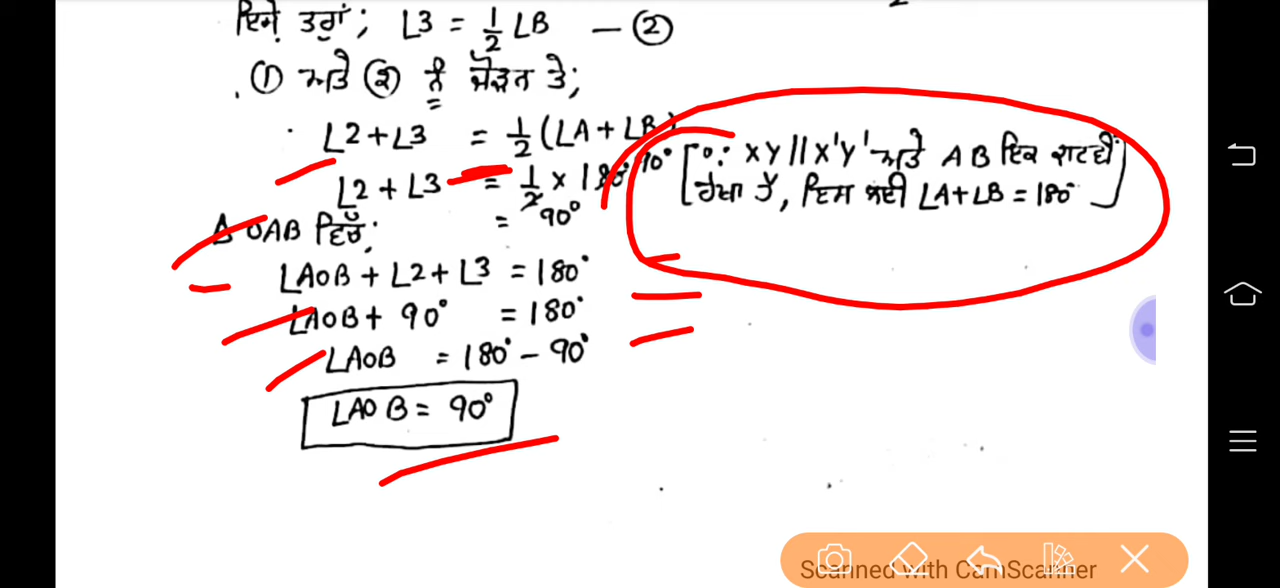 ਇਸੇ ਤਰ੍ਹਾਂ; ∠3 = 1/2 ∠B — ②
① ਅਤੇ ② ਨੂੰ ਜੋੜਨ ਤੇ;
∠2+∠3 = 1/2 (∠A + ∠B)
∠2 + ∠3 = 1/2 × 180° 90°
= 90°
[∵ XY || X'Y' ਅਤੇ AB ਇਕ ਕਾਟਵੀਂ
ਰੇਖਾ ਹੈ, ਇਸ ਲਈ ∠A+∠B = 180°]
Δ OAB ਵਿੱਚ;
∠AOB + ∠2 + ∠3 = 180°
∠AOB + 90° = 180°
∠AOB = 180° - 90°
∠AOB = 90°
Scanned with CamScanner